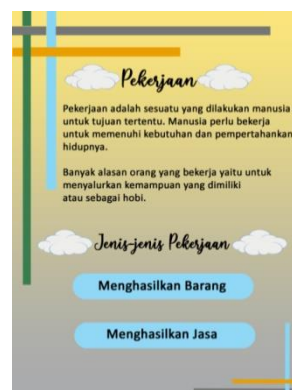 Pekerjaan
Pekerjaan adalah sesuatu yang dilakukan manusia
untuk tujuan tertentu. Manusia perlu bekerja
untuk memenuhi kebutuhan dan pempertahankan
hidupnya.
Banyak alasan orang yang bekerja yaitu untuk
menyalurkan kemampuan yang dimiliki
atau sebagai hobi.
Jenis-jenis Pekerjaan
Menghasilkan Barang
Menghasilkan Jasa